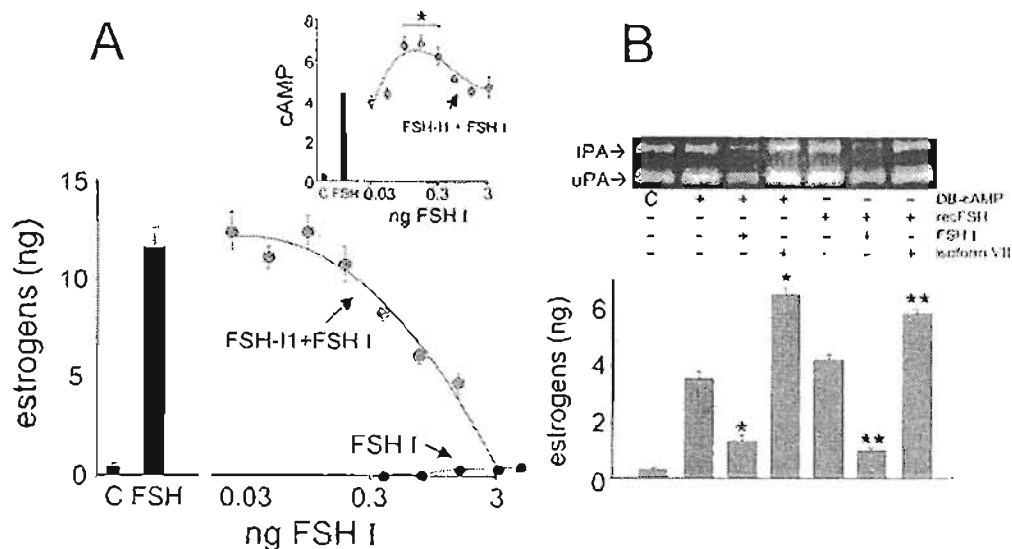 A
8
6
4
2
0
cAMP
*
FSH-I1 + FSH I
C FSH
0.03 0.3 3
ng FSH I
15
10
5
0
estrogens (ng)
FSH-I1+FSH I
FSH I
C FSH
0.03 0.3 3
ng FSH I
B
tPA→
uPA→
C + + + - - - DB-cAMP
- - - - + + + recFSH
- - + - - + - FSH I
- - - + - - + isoform VII
6
4
2
0
estrogens (ng)
* * ** **